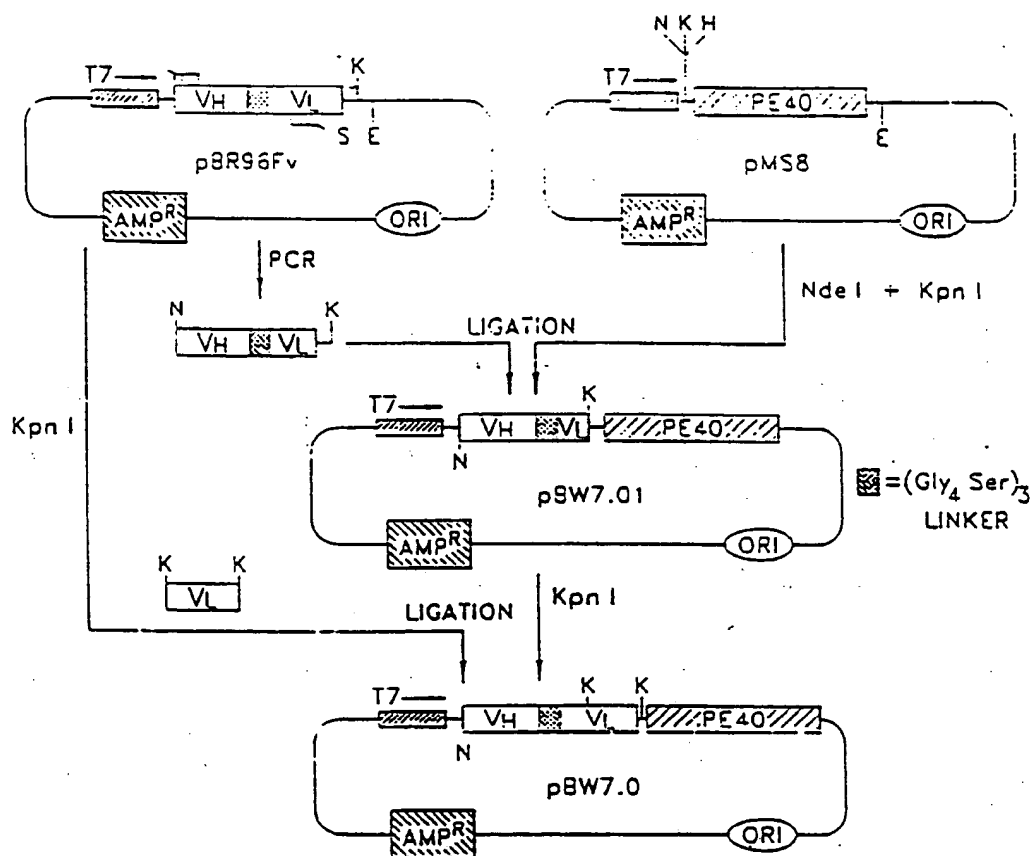 N K H
T7
K
VH
VL
S E
pBR96Fv
AMPR
ORI
PE40
E
pMS8
AMPR
ORI
PCR
Nde I + Kpn I
N
K
VH
VL
LIGATION
Kpn I
T7
K
VH
VL
PE40
N
pBW7.01
=(Gly4 Ser)3
LINKER
AMPR
ORI
K K
VL
LIGATION
Kpn I
T7
K
K
VH
VL
PE40
N
pBW7.0
AMPR
ORI